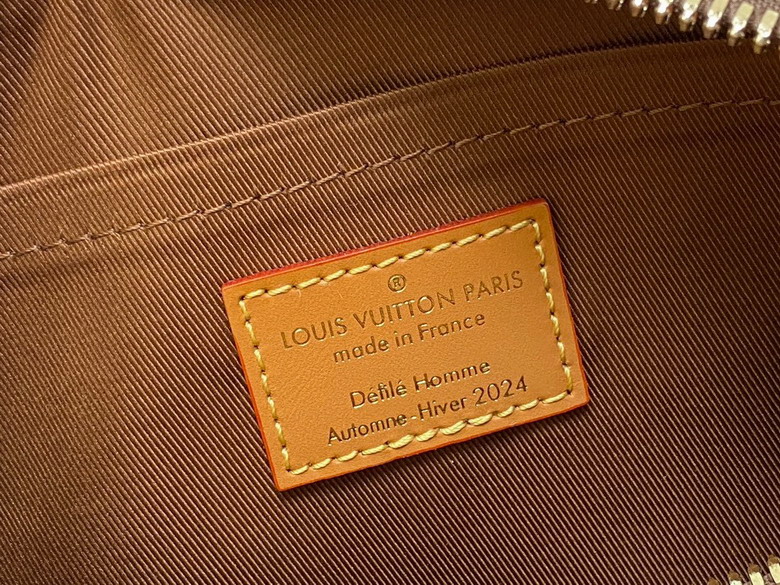 ®
LOUIS VUITTON PARIS
made in France
Défilé Homme
Automne-Hiver 2024